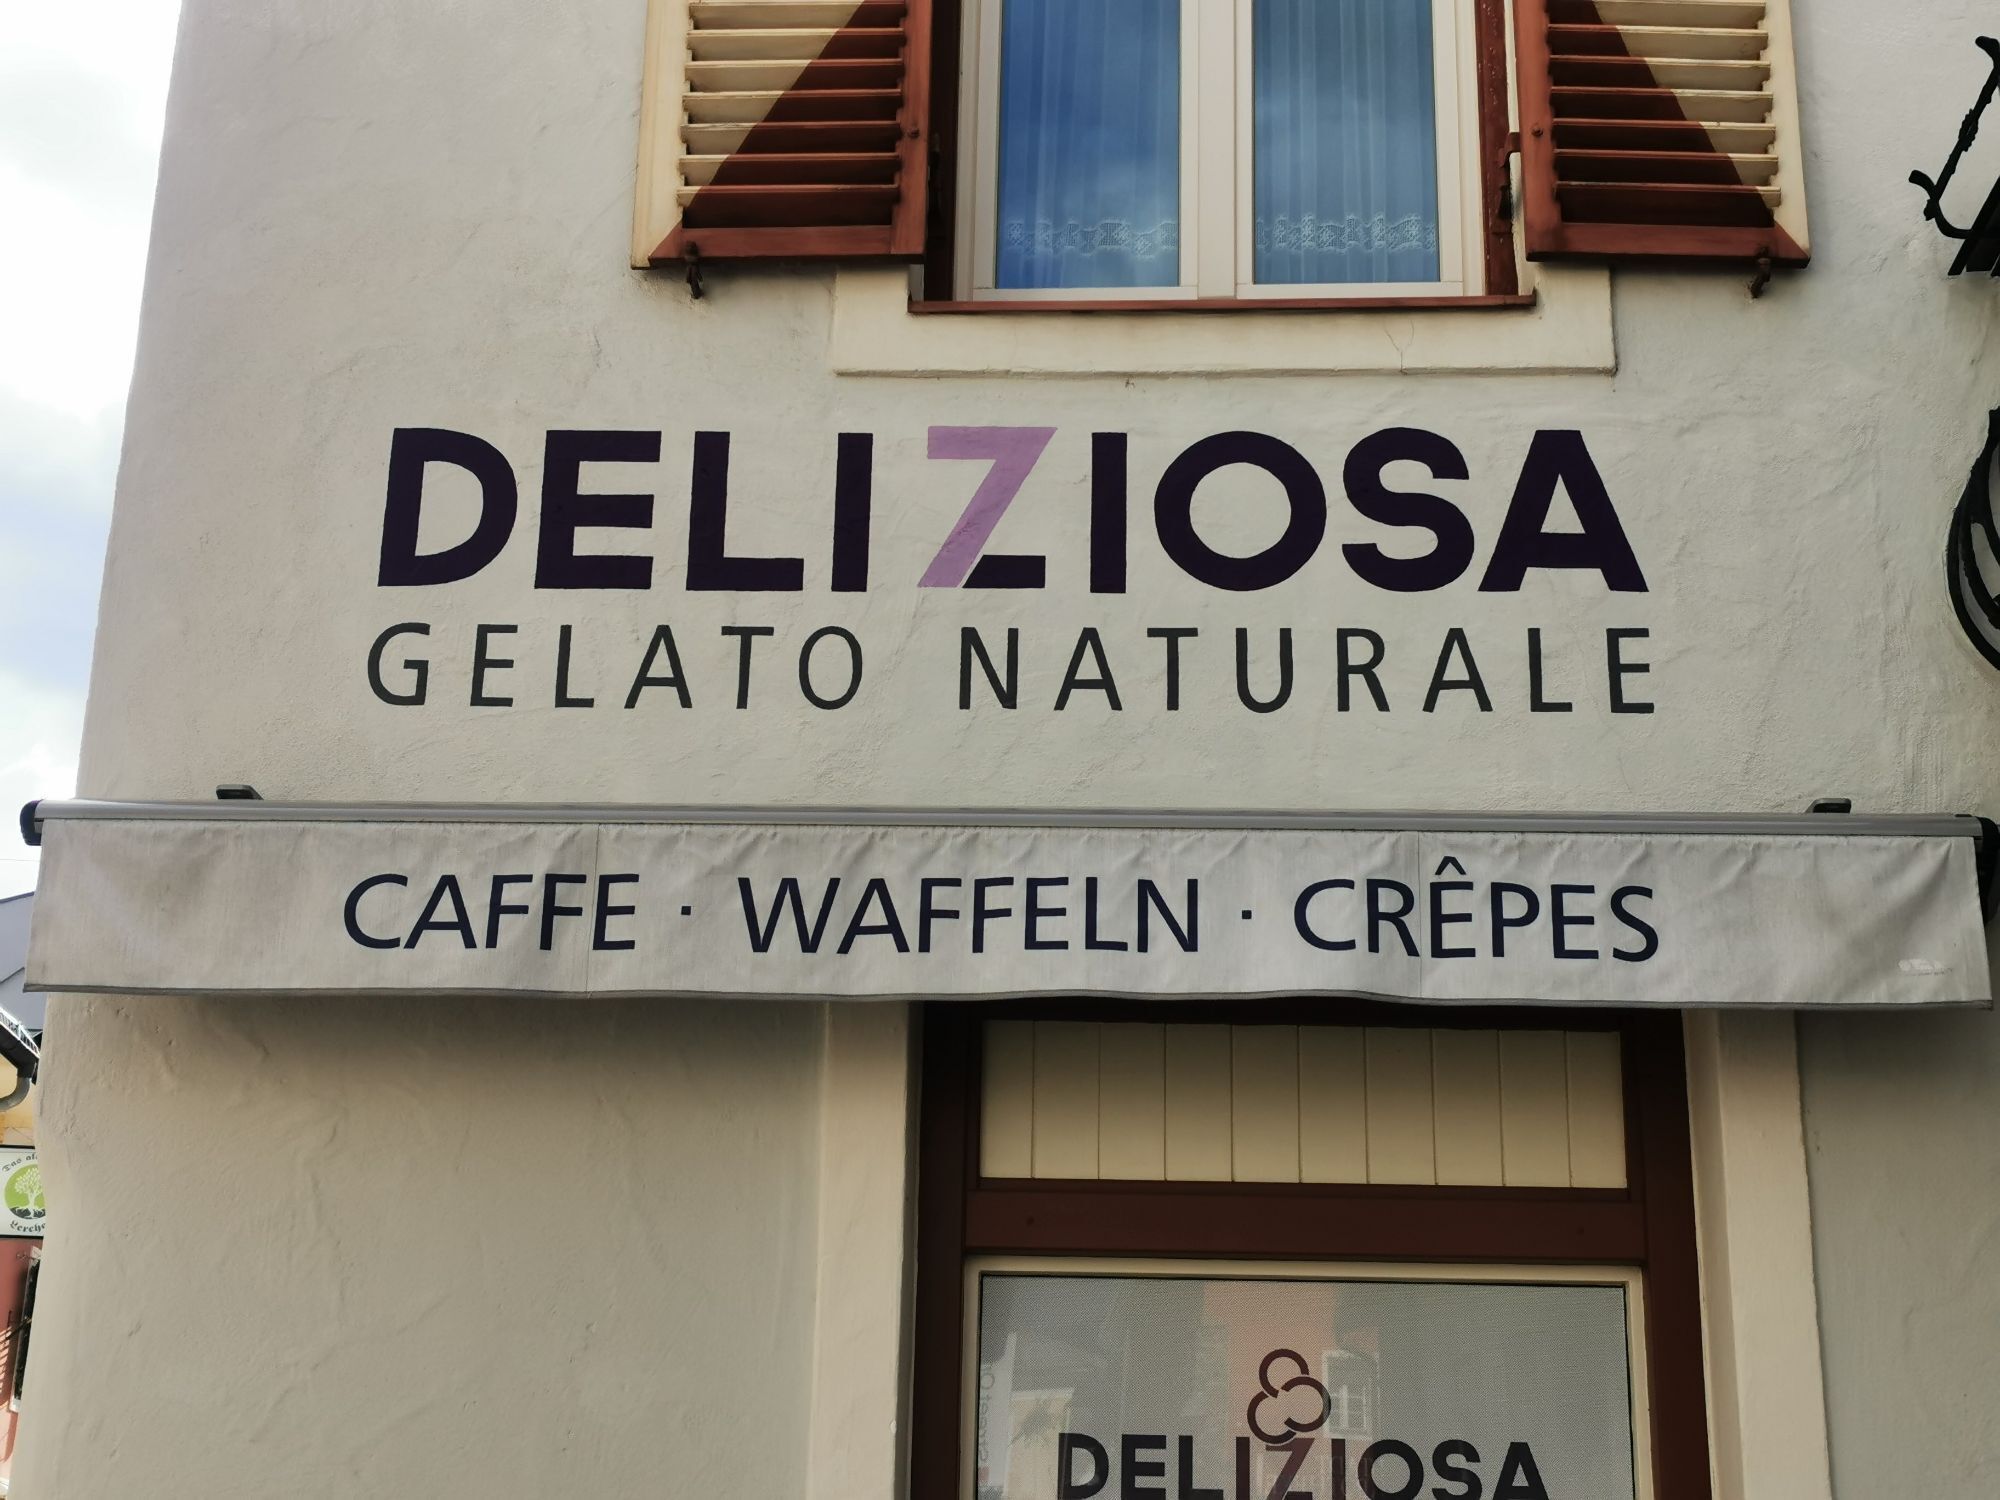 DELIZIOSA
GELATO NATURALE
CAFFE · WAFFELN · CRÊPES
DELIZIOSA